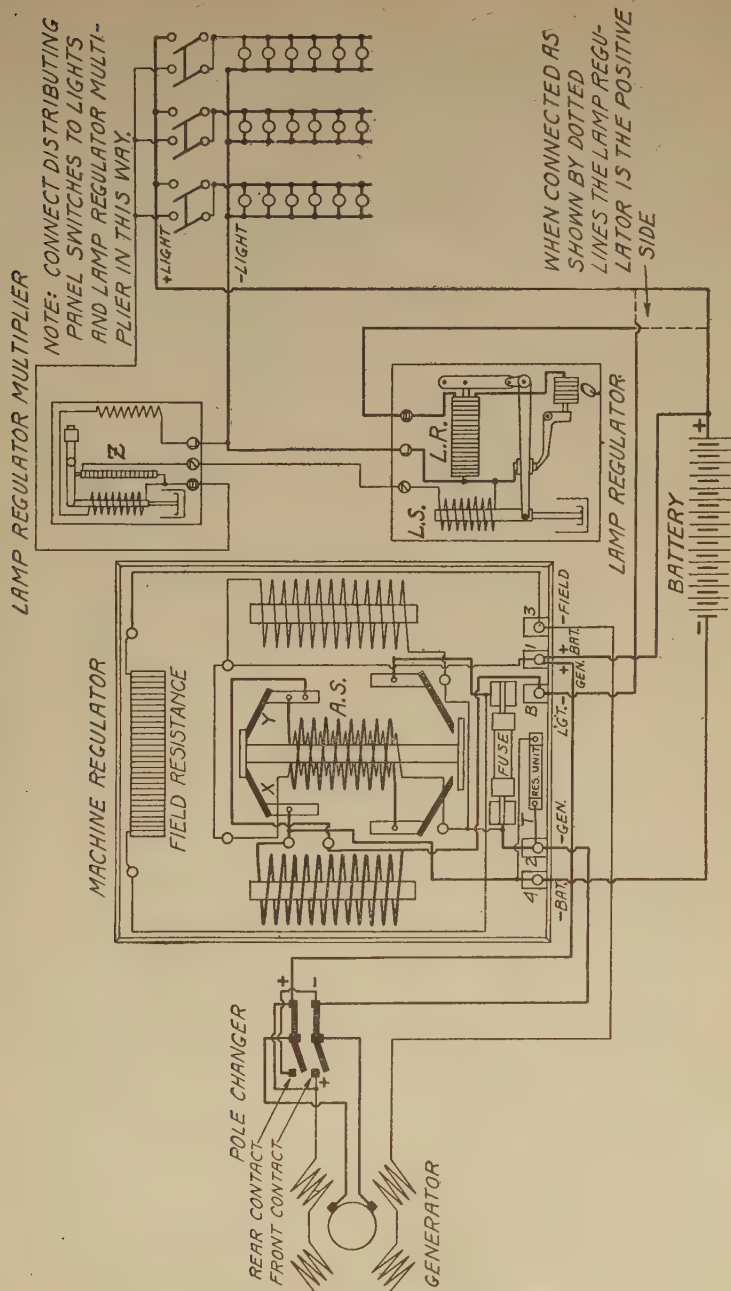 LAMP REGULATOR MULTIPLIER
NOTE: CONNECT DISTRIBUTING
PANEL SWITCHES TO LIGHTS
AND LAMP REGULATOR MULTI-
PLIER IN THIS WAY.
Z
+LIGHT
-LIGHT
WHEN CONNECTED AS
SHOWN BY DOTTED
LINES THE LAMP REGU-
LATOR IS THE POSITIVE
SIDE
L.S.
L.R.
Q
LAMP REGULATOR
MACHINE REGULATOR
FIELD RESISTANCE
X
Y
A.S.
FUSE
RES. UNIT
T
4
2
B
1
3
-BAT.
-GEN.
LGT.-
+
GEN.
+
BAT.
-FIELD
-
BATTERY
+
POLE CHANGER
REAR CONTACT
FRONT CONTACT
+
-
+
GENERATOR